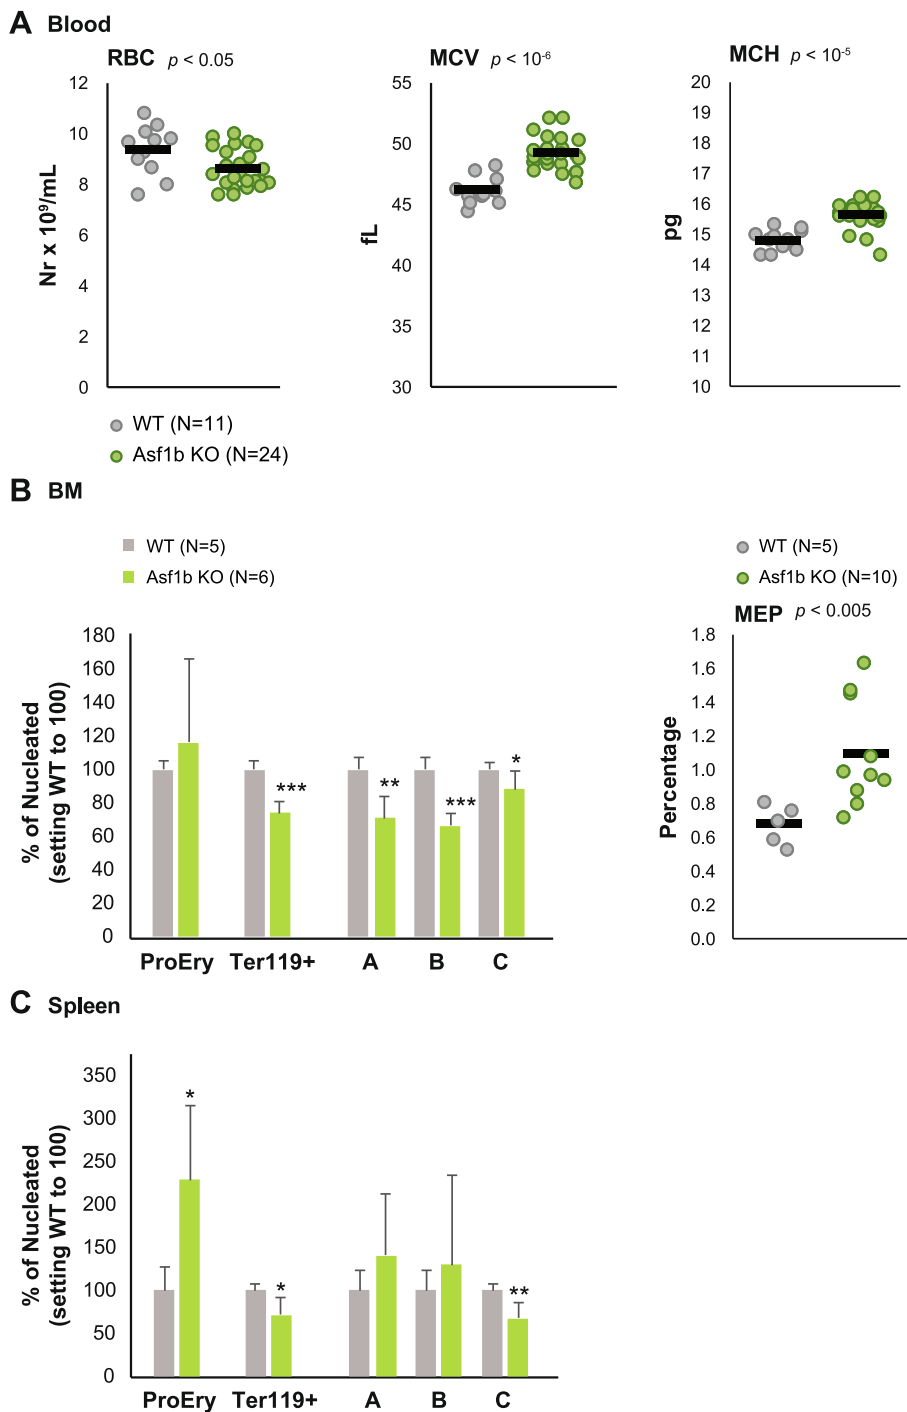 A Blood
RBC p < 0.05
MCV p < 10-6
MCH p < 10-5
Nr x 10⁹/mL
12
10
8
6
4
2
0
fL
55
50
45
40
35
30
pg
20
19
18
17
16
15
14
13
12
11
10
WT (N=11)
Asf1b KO (N=24)
B BM
WT (N=5)
Asf1b KO (N=6)
% of Nucleated
(setting WT to 100)
180
160
140
120
100
80
60
40
20
0
***
**
***
*
ProEry Ter119+ A B C
WT (N=5)
Asf1b KO (N=10)
MEP p < 0.005
Percentage
1.8
1.6
1.4
1.2
1.0
0.8
0.6
0.4
0.2
0.0
C Spleen
% of Nucleated
(setting WT to 100)
350
300
250
200
150
100
50
0
*
*
**
ProEry Ter119+ A B C